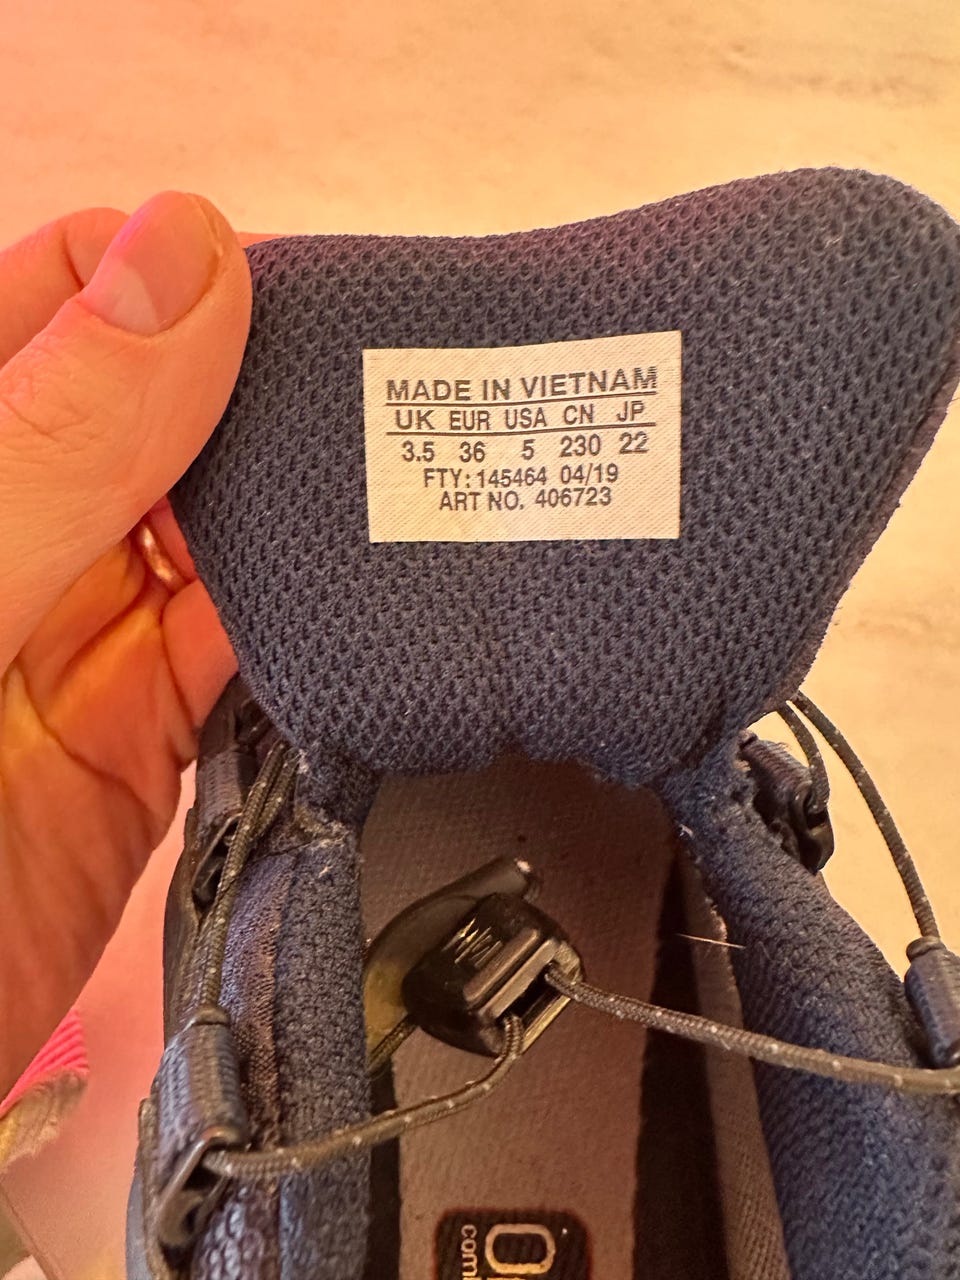 MADE IN VIETNAM
UK EUR USA CN JP
3.5 36 5 230 22
FTY: 145464 04/19
ART NO. 406723